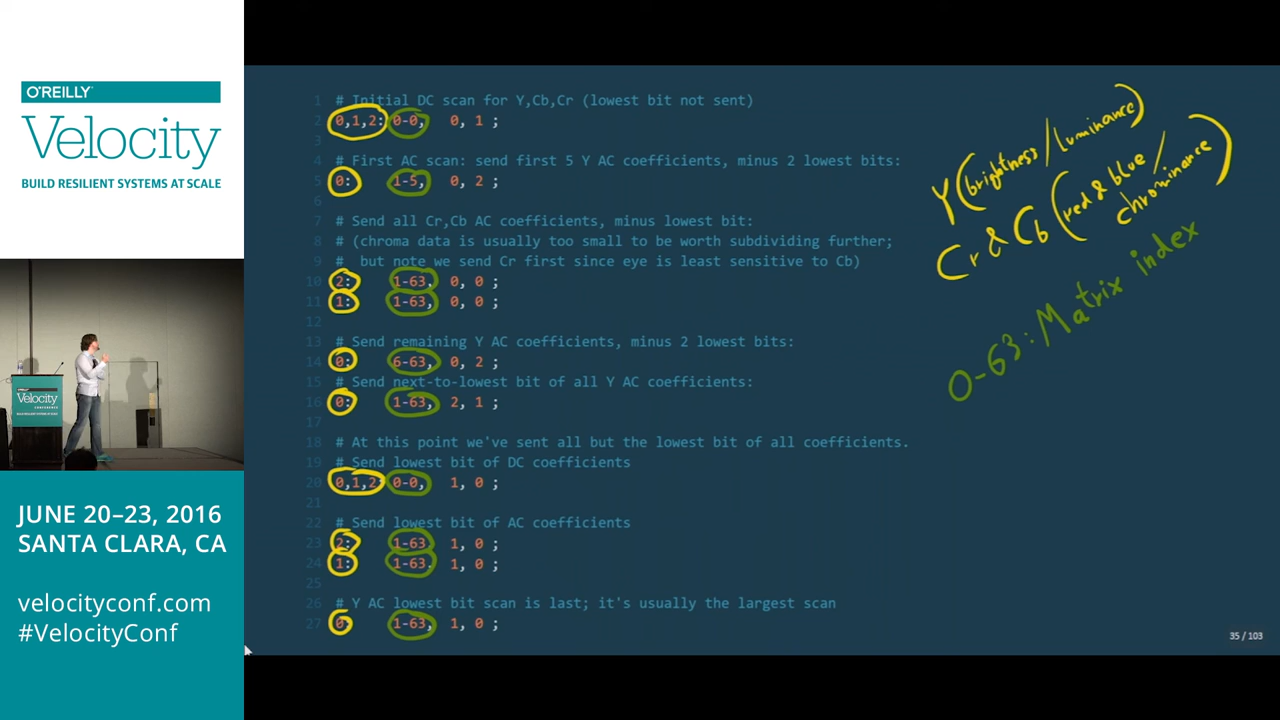 O'REILLY
Velocity
BUILD RESILIENT SYSTEMS AT SCALE
O'REILLY
Velocity
CONFERENCE
JUNE 20–23, 2016
SANTA CLARA, CA
velocityconf.com
#VelocityConf
1 # Initial DC scan for Y,Cb,Cr (lowest bit not sent)
2 0,1,2: 0-0, 0, 1 ;
3
4 # First AC scan: send first 5 Y AC coefficients, minus 2 lowest bits:
5 0: 1-5, 0, 2 ;
6
7 # Send all Cr,Cb AC coefficients, minus lowest bit:
8 # (chroma data is usually too small to be worth subdividing further;
9 # but note we send Cr first since eye is least sensitive to Cb)
10 2: 1-63, 0, 0 ;
11 1: 1-63, 0, 0 ;
12
13 # Send remaining Y AC coefficients, minus 2 lowest bits:
14 0: 6-63, 0, 2 ;
15 # Send next-to-lowest bit of all Y AC coefficients:
16 0: 1-63, 2, 1 ;
17
18 # At this point we've sent all but the lowest bit of all coefficients.
19 # Send lowest bit of DC coefficients
20 0,1,2: 0-0, 1, 0 ;
21
22 # Send lowest bit of AC coefficients
23 2: 1-63, 1, 0 ;
24 1: 1-63, 1, 0 ;
25
26 # Y AC lowest bit scan is last; it's usually the largest scan
27 0: 1-63, 1, 0 ;
Y (brightness/luminance)
Cr & Cb (red & blue/
chrominance)
0-63: Matrix index
35 / 103